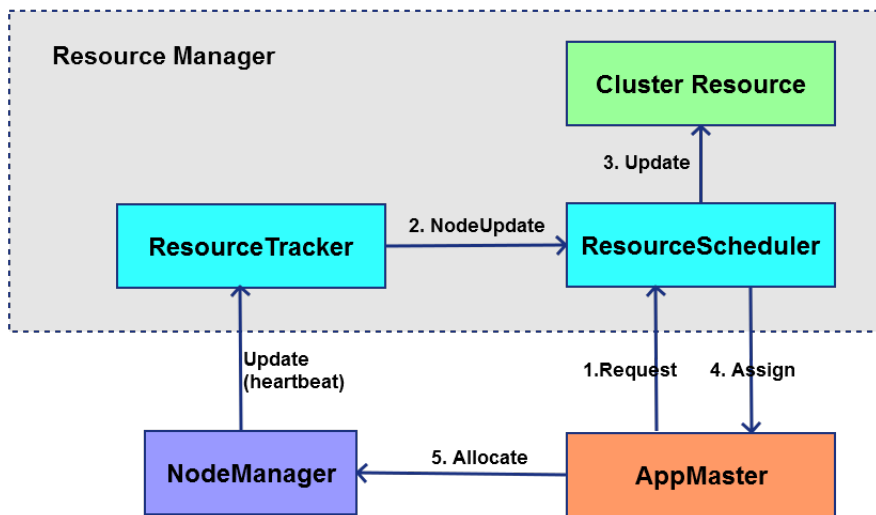 Resource Manager
Cluster Resource
3. Update
ResourceTracker
2. NodeUpdate
ResourceScheduler
Update
(heartbeat)
1.Request
4. Assign
NodeManager
5. Allocate
AppMaster